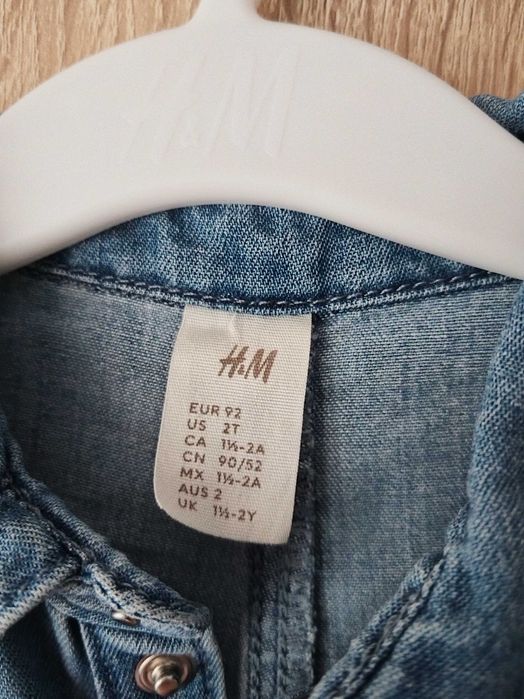 H&M
H&M
EUR 92
US 2T
CA 1½-2A
CN 90/52
MX 1½-2A
AUS 2
UK 1½-2Y